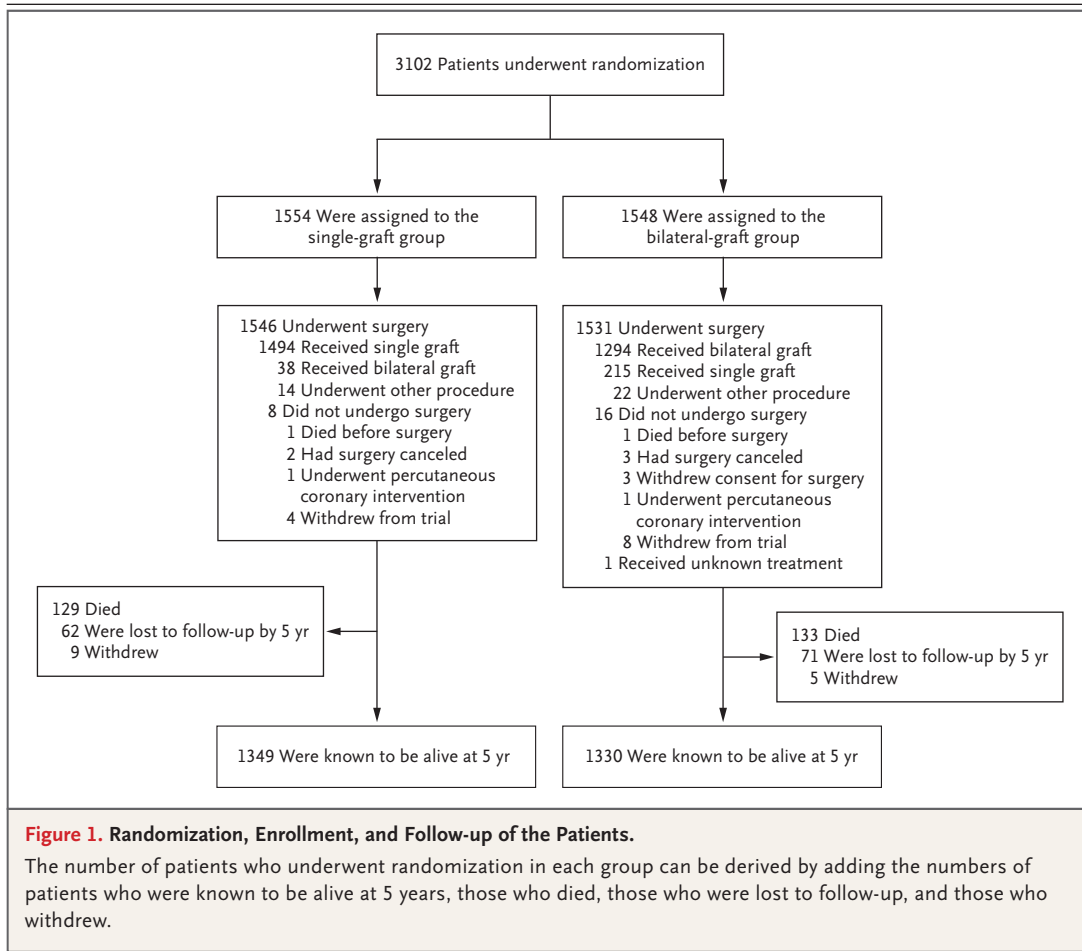 3102 Patients underwent randomization
1554 Were assigned to the
single-graft group
1548 Were assigned to the
bilateral-graft group
1546 Underwent surgery
1494 Received single graft
38 Received bilateral graft
14 Underwent other procedure
8 Did not undergo surgery
1 Died before surgery
2 Had surgery canceled
1 Underwent percutaneous
coronary intervention
4 Withdrew from trial
1531 Underwent surgery
1294 Received bilateral graft
215 Received single graft
22 Underwent other procedure
16 Did not undergo surgery
1 Died before surgery
3 Had surgery canceled
3 Withdrew consent for surgery
1 Underwent percutaneous
coronary intervention
8 Withdrew from trial
1 Received unknown treatment
129 Died
62 Were lost to follow-up by 5 yr
9 Withdrew
133 Died
71 Were lost to follow-up by 5 yr
5 Withdrew
1349 Were known to be alive at 5 yr
1330 Were known to be alive at 5 yr
Figure 1. Randomization, Enrollment, and Follow-up of the Patients.
The number of patients who underwent randomization in each group can be derived by adding the numbers of
patients who were known to be alive at 5 years, those who died, those who were lost to follow-up, and those who
withdrew.